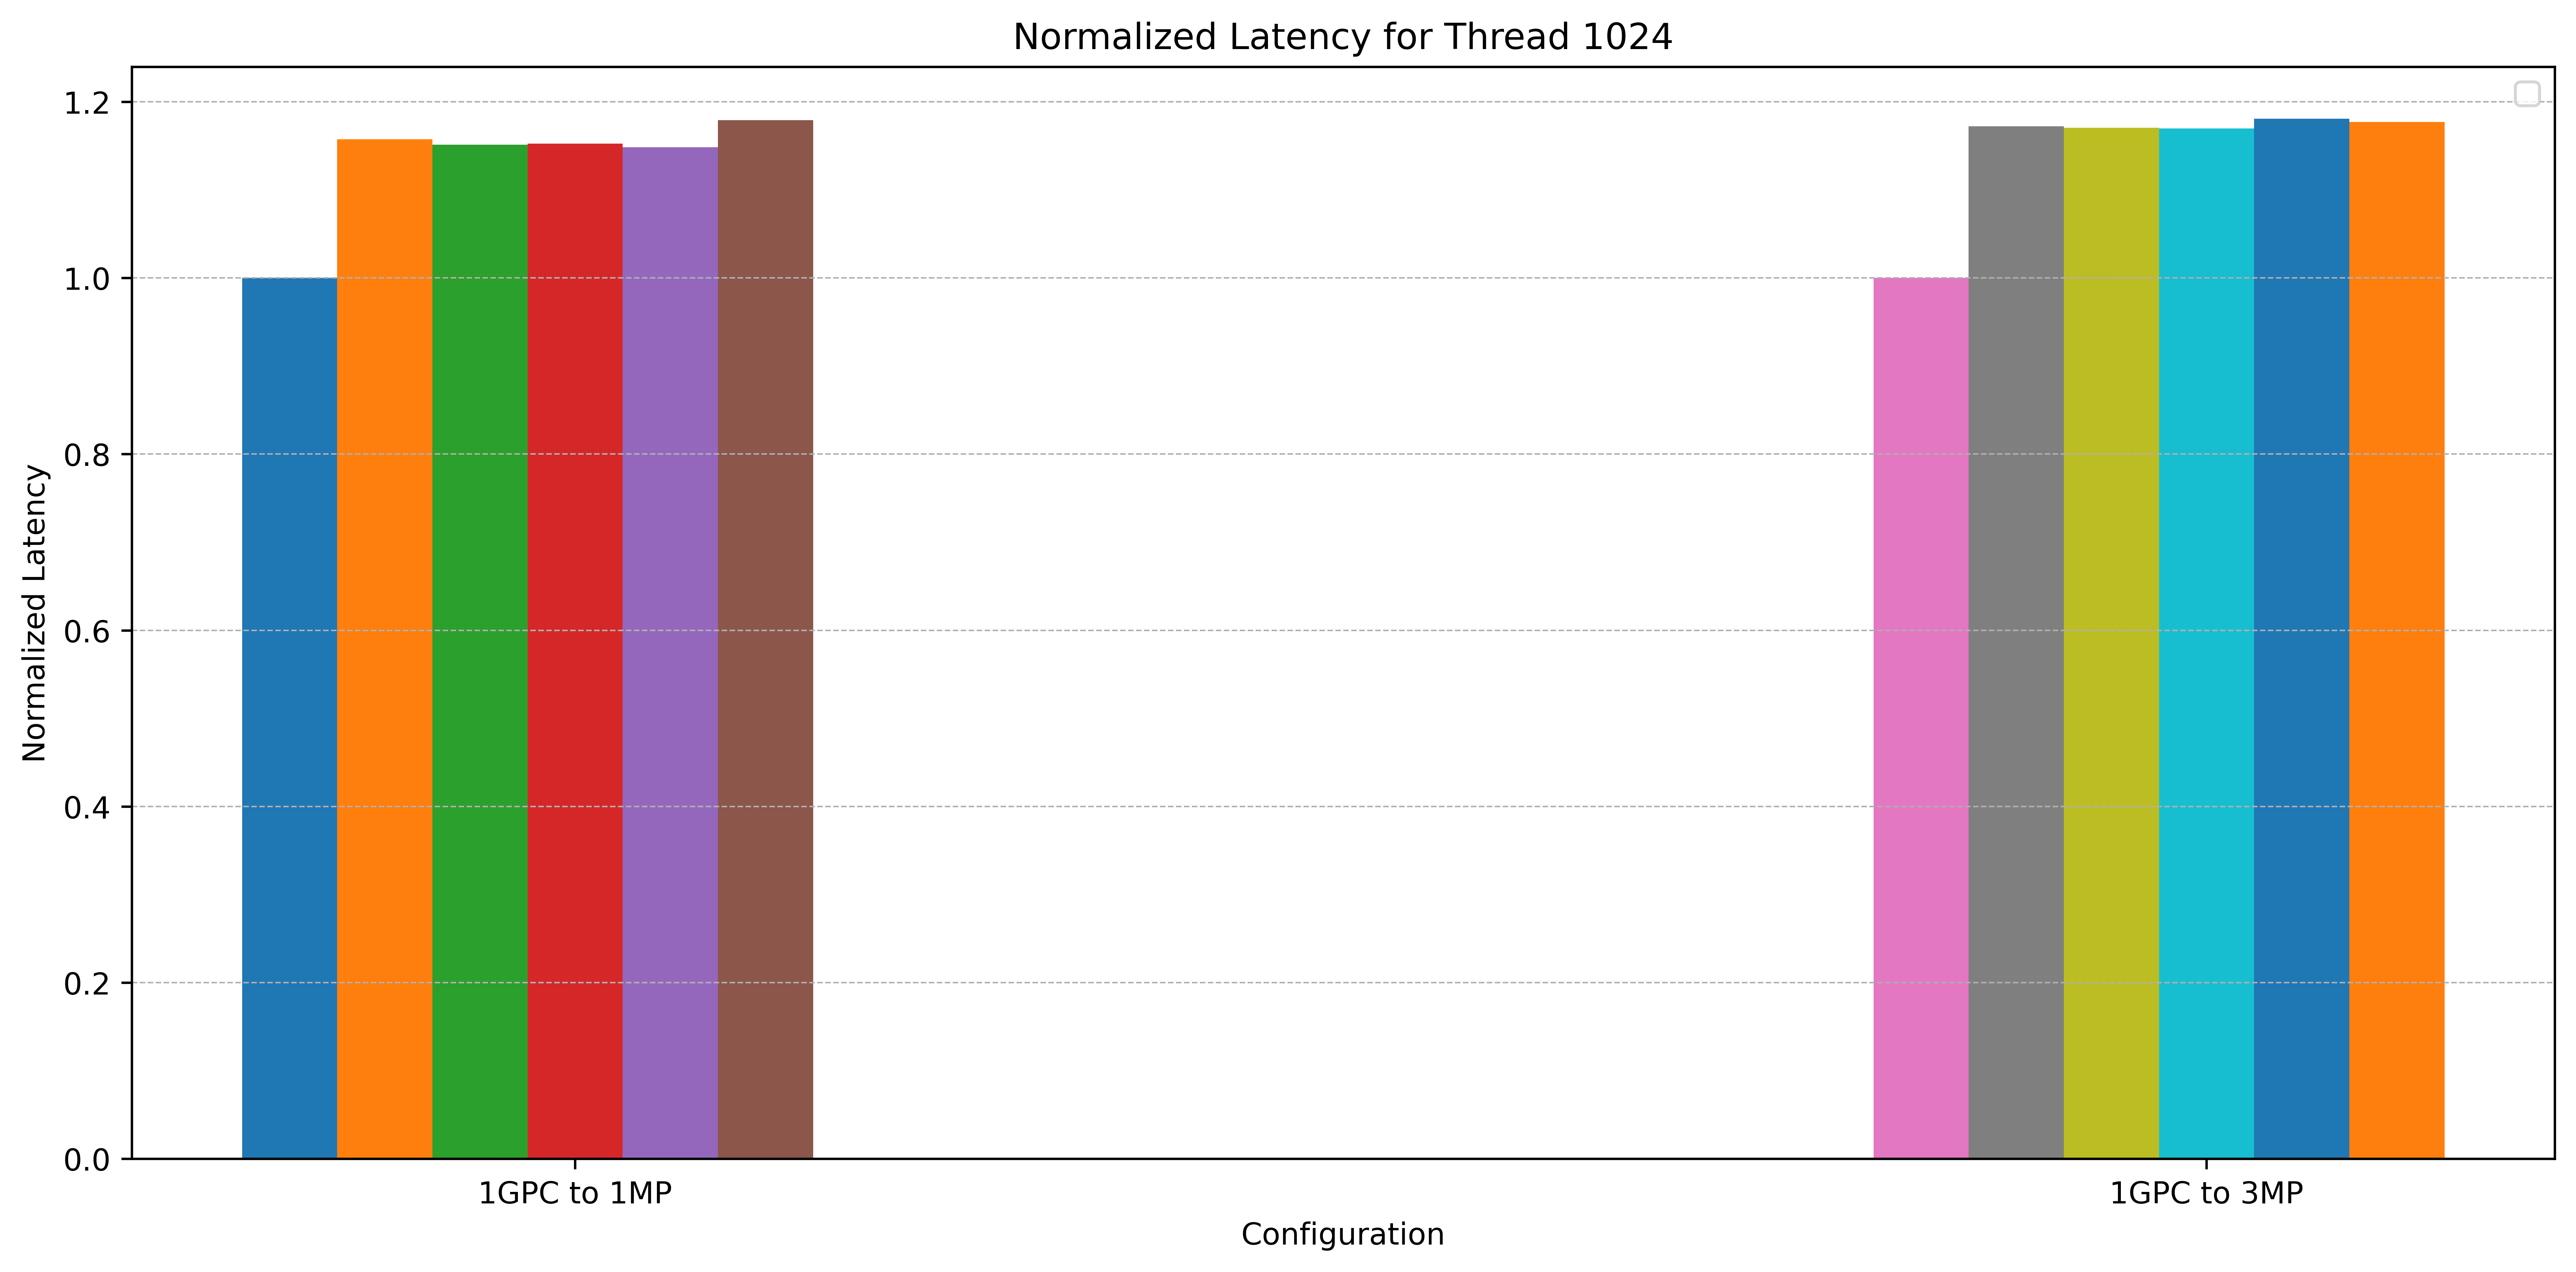 Normalized Latency for Thread 1024
Normalized Latency
1.2
1.0
0.8
0.6
0.4
0.2
0.0
1GPC to 1MP
1GPC to 3MP
Configuration